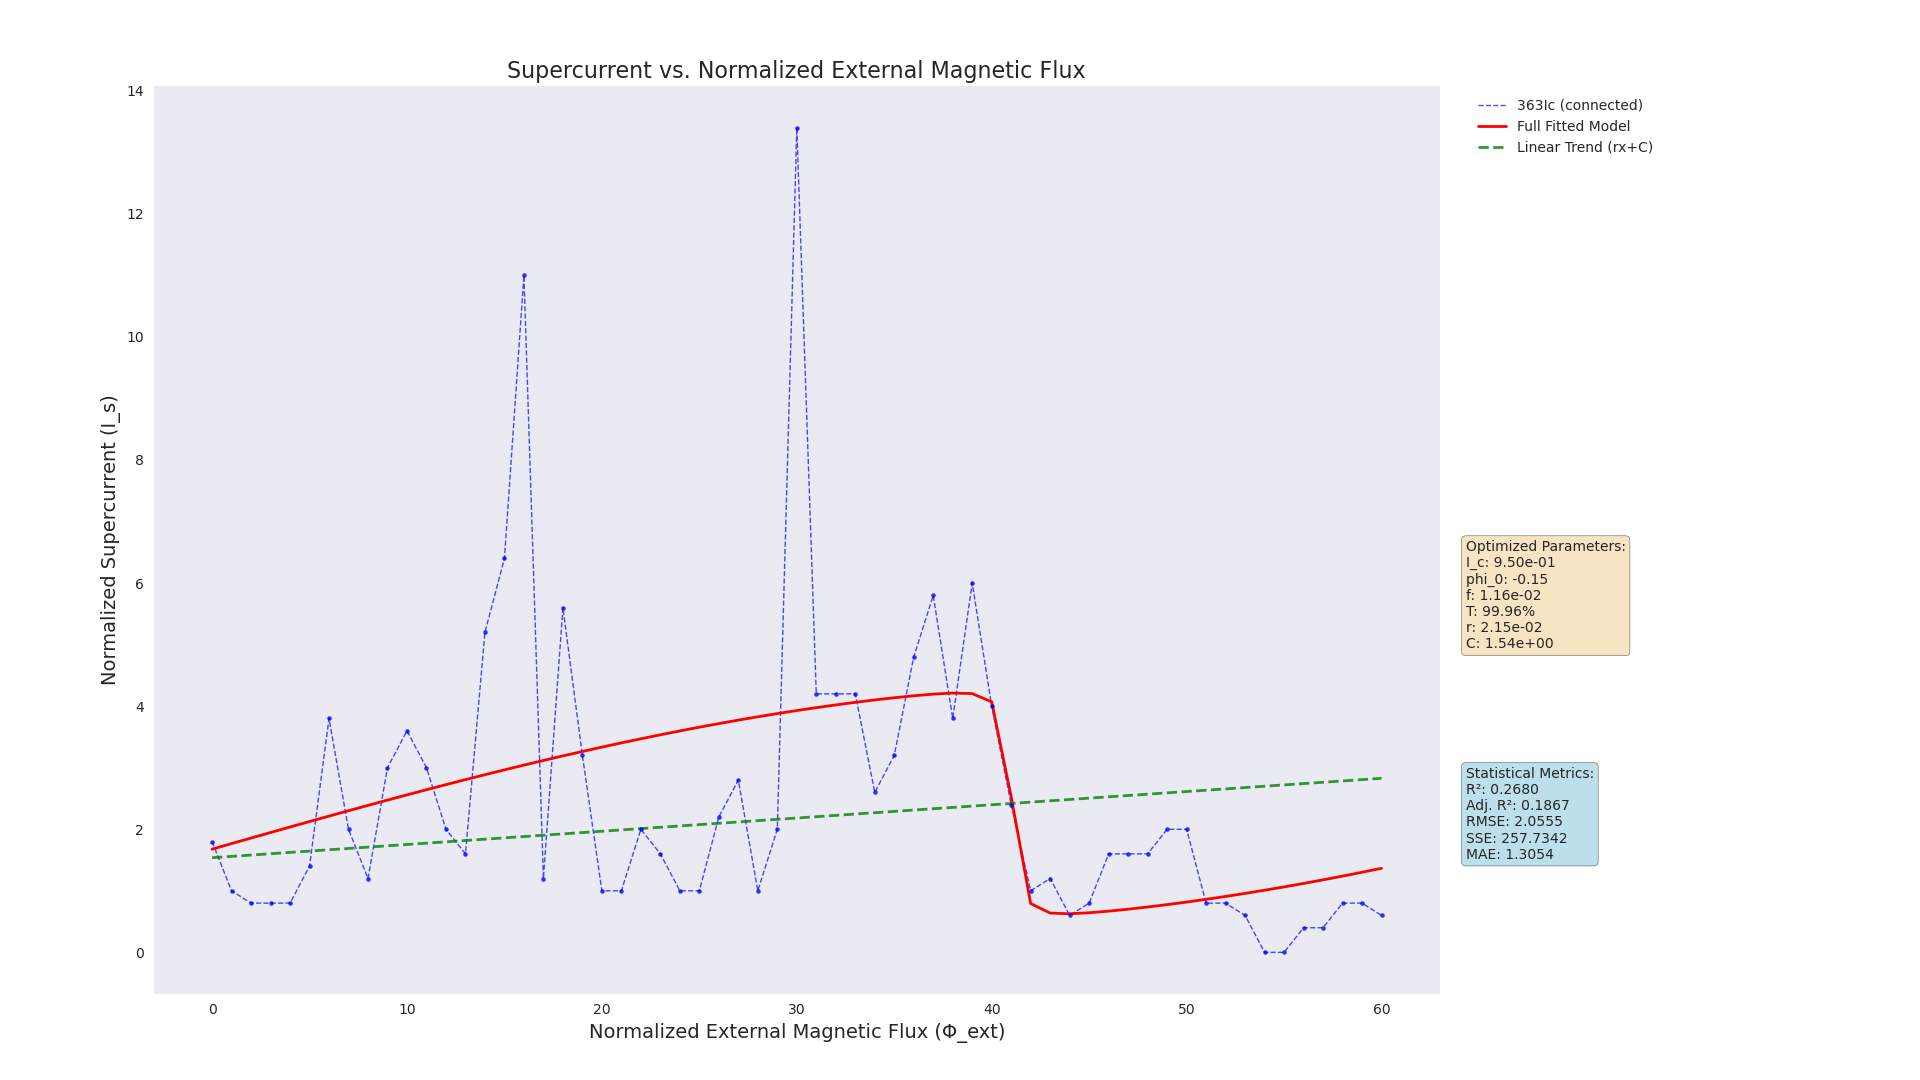 Supercurrent vs. Normalized External Magnetic Flux
14
12
10
8
6
4
2
0
Normalized Supercurrent (I_s)
0 10 20 30 40 50 60
Normalized External Magnetic Flux (Φ_ext)
363Ic (connected)
Full Fitted Model
Linear Trend (rx+C)
Optimized Parameters:
I_c: 9.50e-01
phi_0: -0.15
f: 1.16e-02
T: 99.96%
r: 2.15e-02
C: 1.54e+00
Statistical Metrics:
R²: 0.2680
Adj. R²: 0.1867
RMSE: 2.0555
SSE: 257.7342
MAE: 1.3054